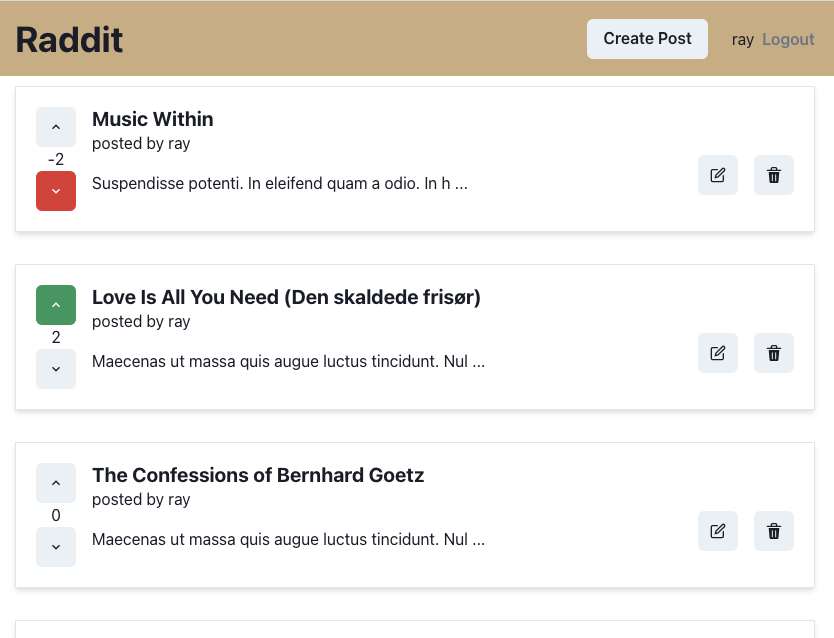 Raddit
Create Post
ray Logout
Music Within
posted by ray
-2
Suspendisse potenti. In eleifend quam a odio. In h ...
Love Is All You Need (Den skaldede frisør)
posted by ray
2
Maecenas ut massa quis augue luctus tincidunt. Nul ...
The Confessions of Bernhard Goetz
posted by ray
0
Maecenas ut massa quis augue luctus tincidunt. Nul ...